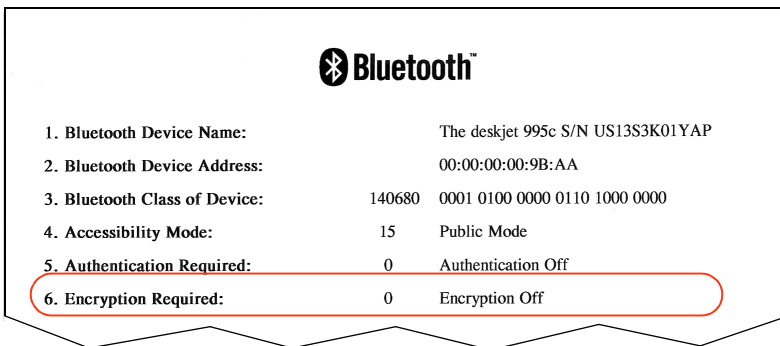 Bluetooth™
1. Bluetooth Device Name: The deskjet 995c S/N US13S3K01YAP
2. Bluetooth Device Address: 00:00:00:00:9B:AA
3. Bluetooth Class of Device: 140680 0001 0100 0000 0110 1000 0000
4. Accessibility Mode: 15 Public Mode
5. Authentication Required: 0 Authentication Off
6. Encryption Required: 0 Encryption Off